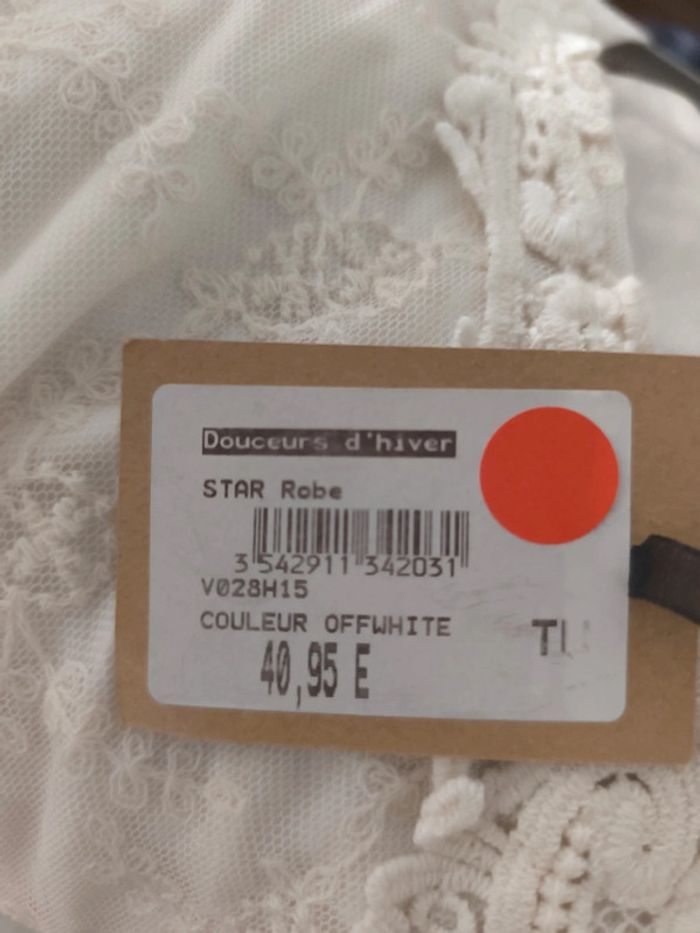 Douceurs d'hiver
STAR Robe
3 542911 342031
V028H15
COULEUR OFFWHITE
40,95 E